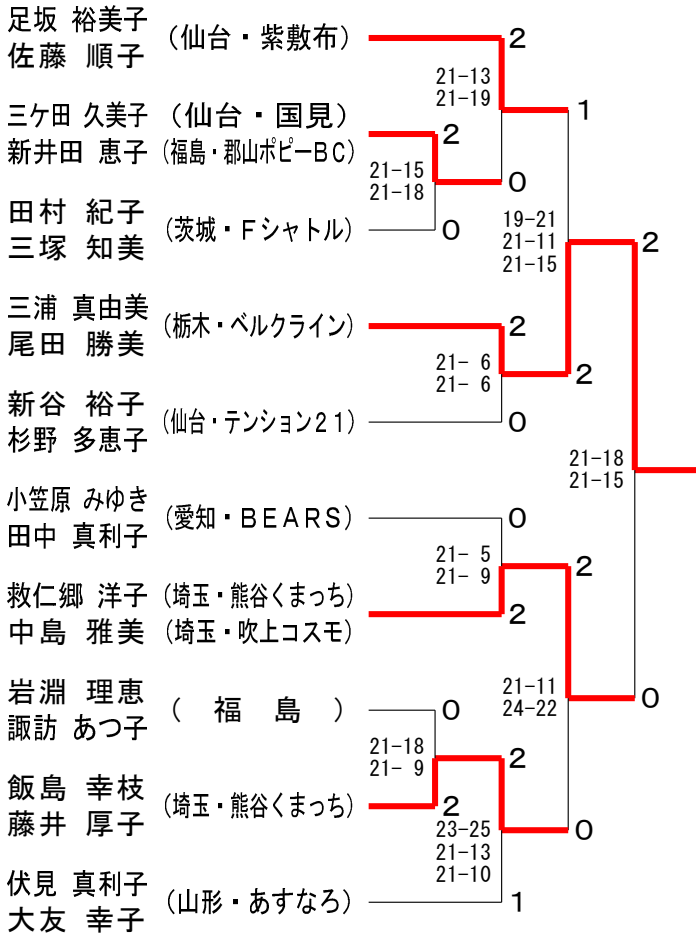 足坂 裕美子
佐藤 順子
(仙台・紫敷布)
2
21-13
21-19
1
三ケ田 久美子
新井田 恵子
(仙台・国見)
(福島・郡山ポピーBC)
2
21-15
21-18
0
田村 紀子
三塚 知美
(茨城・Fシャトル)
0
19-21
21-11
21-15
2
三浦 真由美
尾田 勝美
(栃木・ベルクライン)
2
21- 6
21- 6
2
新谷 裕子
杉野 多恵子
(仙台・テンション21)
0
21-18
21-15
小笠原 みゆき
田中 真利子
(愛知・BEARS)
0
21- 5
21- 9
2
救仁郷 洋子
中島 雅美
(埼玉・熊谷くまっち)
(埼玉・吹上コスモ)
2
21-11
24-22
0
岩淵 理恵
諏訪 あつ子
( 福 島 )
0
21-18
21- 9
2
飯島 幸枝
藤井 厚子
(埼玉・熊谷くまっち)
2
23-25
21-13
21-10
0
伏見 真利子
大友 幸子
(山形・あすなろ)
1